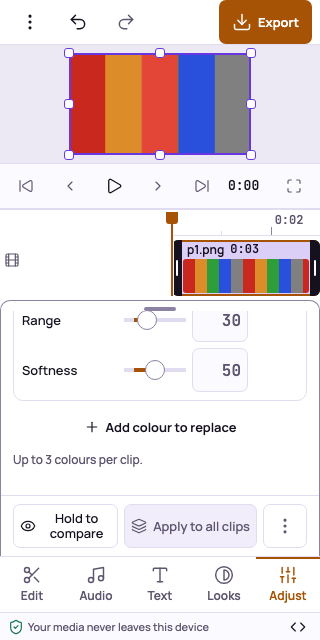 Export
0:00
0:02
p1.png 0:03
Range 30
Softness 50
Add colour to replace
Up to 3 colours per clip.
Hold to
compare
Apply to all clips
Edit Audio Text Looks Adjust
Your media never leaves this device